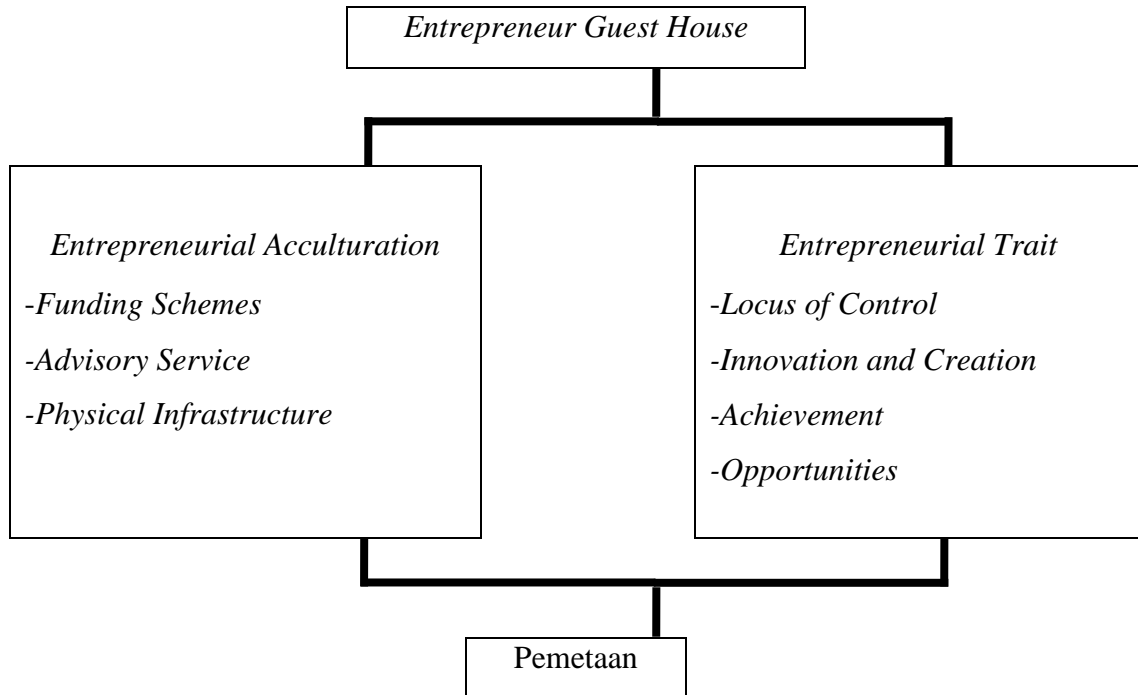 Entrepreneur Guest House
Entrepreneurial Acculturation
-Funding Schemes
-Advisory Service
-Physical Infrastructure
Entrepreneurial Trait
-Locus of Control
-Innovation and Creation
-Achievement
-Opportunities
Pemetaan